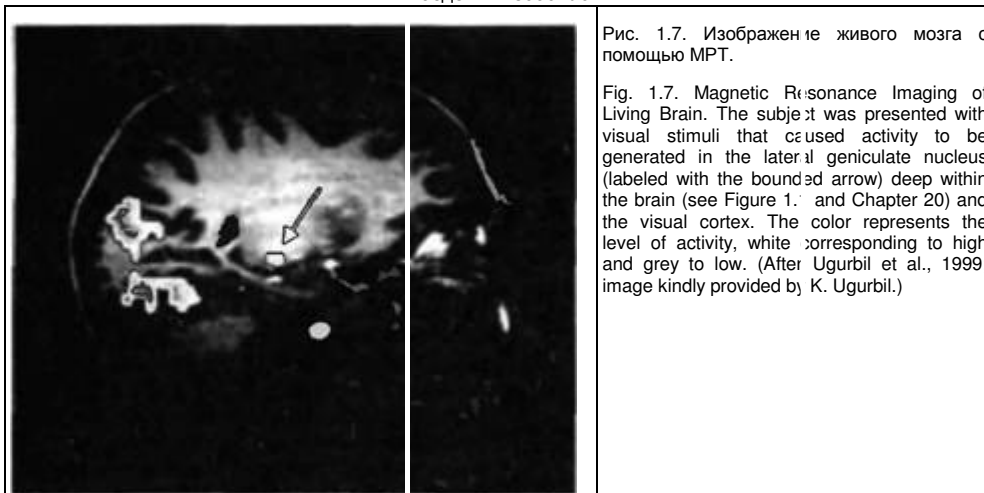 Рис. 1.7. Изображение живого мозга с
помощью МРТ.
Fig. 1.7. Magnetic Resonance Imaging of
Living Brain. The subject was presented with
visual stimuli that caused activity to be
generated in the lateral geniculate nucleus
(labeled with the bounded arrow) deep within
the brain (see Figure 1. and Chapter 20) and
the visual cortex. The color represents the
level of activity, white corresponding to high
and grey to low. (After Ugurbil et al., 1999
image kindly provided by K. Ugurbil.)